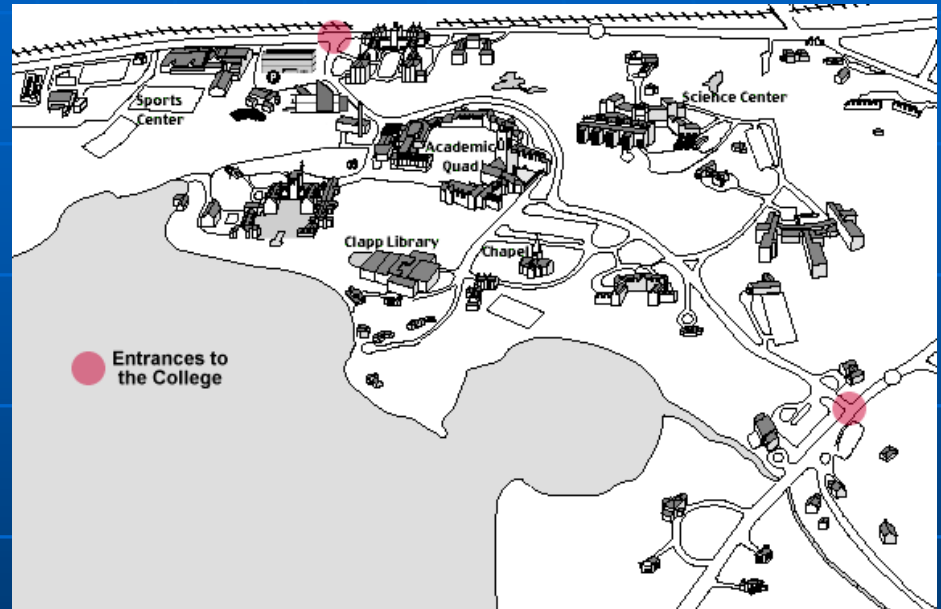 Sports
Center
P
Science Center
Academic
Quad
Clapp Library
Chapel
Entrances to
the College